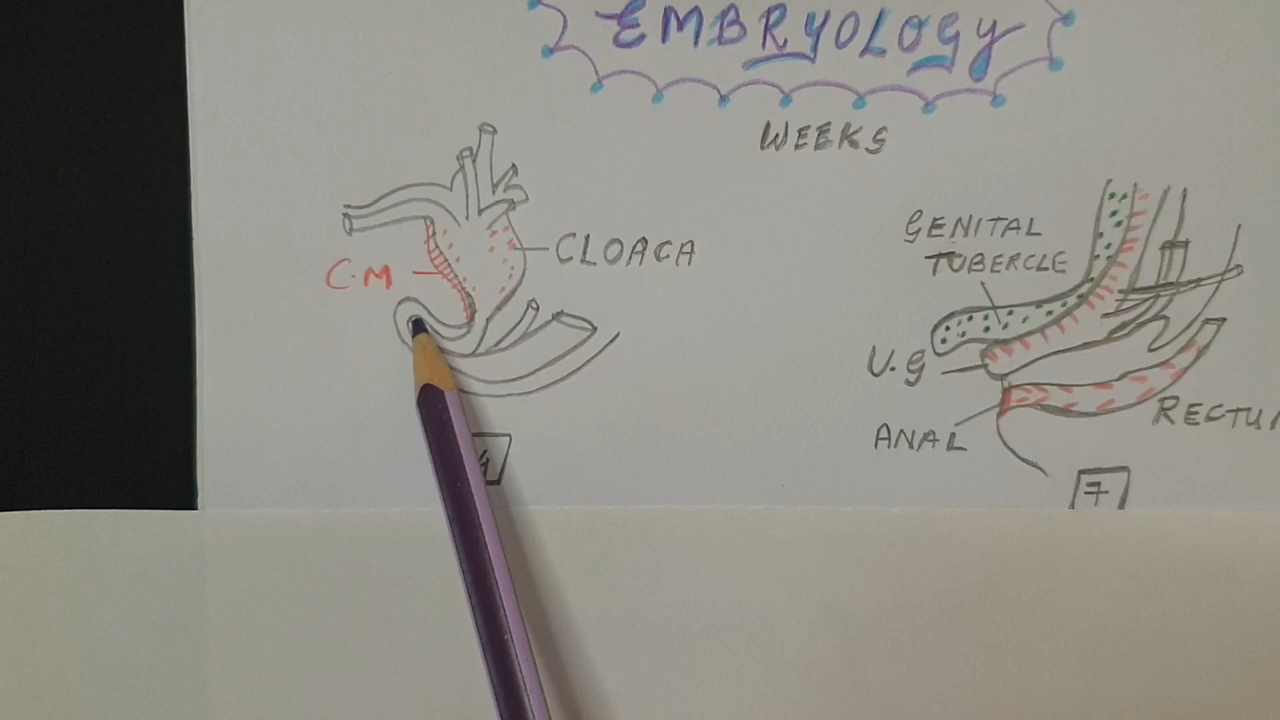 EMBRYOLOGY
WEEKS
CLOACA
C.M
GENITAL
TUBERCLE
U.G
ANAL
RECTU
7